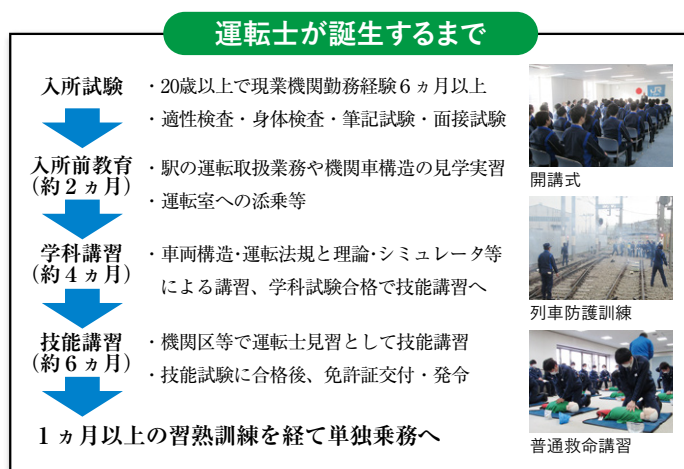 運転士が誕生するまで
入所試験
・20歳以上で現業機関勤務経験６ヵ月以上
・適性検査・身体検査・筆記試験・面接試験
入所前教育
(約２ヵ月)
・駅の運転取扱業務や機関車構造の見学実習
・運転室への添乗等
学科講習
(約４ヵ月)
・車両構造・運転法規と理論・シミュレータ等
による講習、学科試験合格で技能講習へ
技能講習
(約６ヵ月)
・機関区等で運転士見習として技能講習
・技能試験に合格後、免許証交付・発令
１ヵ月以上の習熟訓練を経て単独乗務へ
開講式
列車防護訓練
普通救命講習